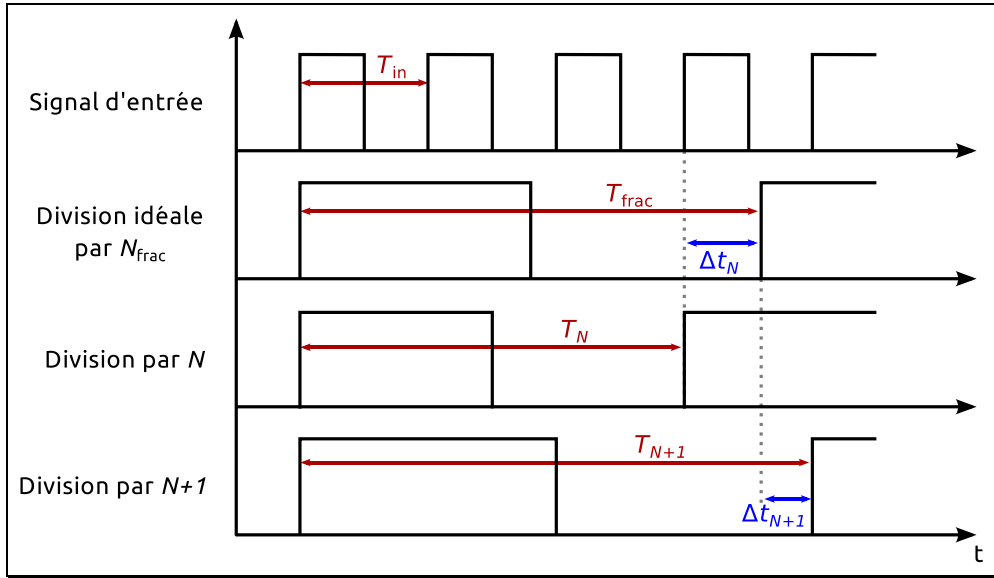 Signal d'entrée
T_in
Division idéale
par N_frac
T_frac
Δt_N
Division par N
T_N
Division par N+1
T_N+1
Δt_N+1
t